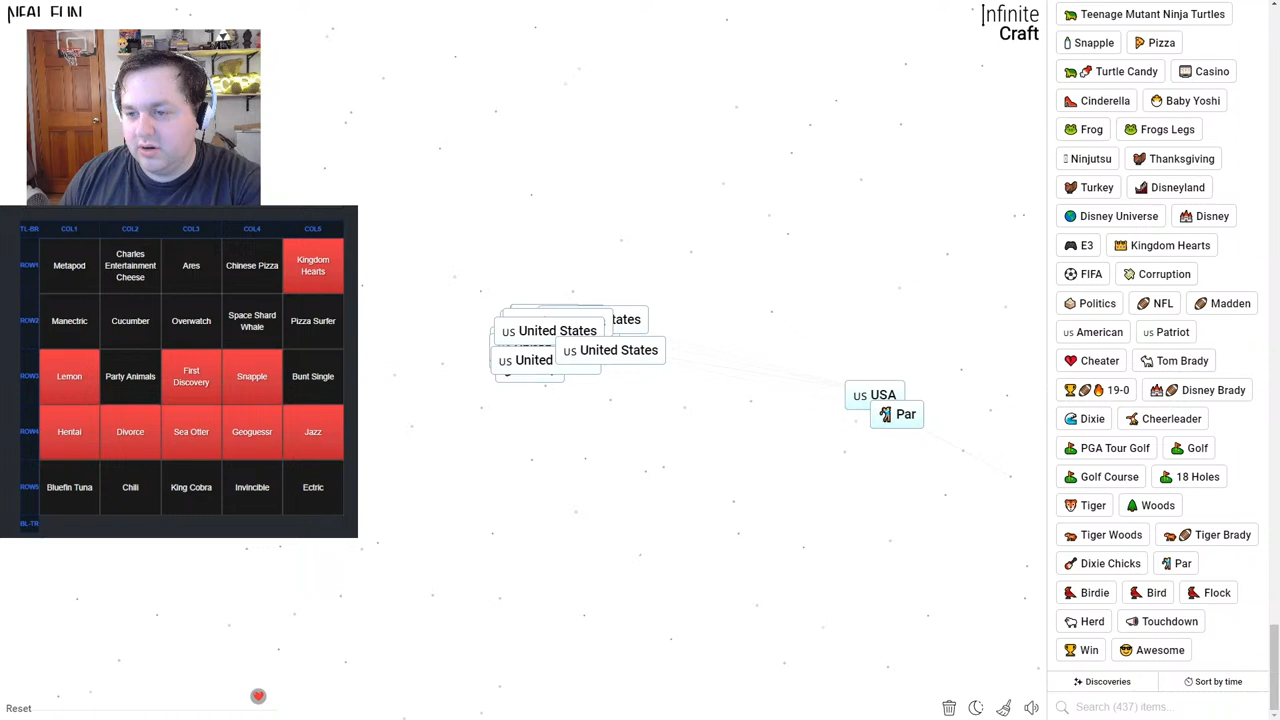 NEAL.FUN
Infinite
Craft
Teenage Mutant Ninja Turtles
Snapple
Pizza
Turtle Candy
Casino
Cinderella
Baby Yoshi
Frog
Frogs Legs
Ninjutsu
Thanksgiving
Turkey
Disneyland
Disney Universe
Disney
E3
Kingdom Hearts
FIFA
Corruption
Politics
NFL
Madden
US American
US Patriot
Cheater
Tom Brady
19-0
Disney Brady
Dixie
Cheerleader
PGA Tour Golf
Golf
Golf Course
18 Holes
Tiger
Woods
Tiger Woods
Tiger Brady
Dixie Chicks
Par
Birdie
Bird
Flock
Herd
Touchdown
Win
Awesome
Discoveries
Sort by time
Search (437) items...
TL-BR COL1 COL2 COL3 COL4 COL5
ROW1
Metapod
Charles
Entertainment
Cheese
Ares
Chinese Pizza
Kingdom
Hearts
ROW2
Manectric
Cucumber
Overwatch
Space Shard
Whale
Pizza Surfer
ROW3
Lemon
Party Animals
First
Discovery
Snapple
Bunt Single
ROW4
Hentai
Divorce
Sea Otter
Geoguessr
Jazz
ROW5
Bluefin Tuna
Chili
King Cobra
Invincible
Ectric
BL-TR
tates
US United States
US United States
US United
US USA
Par
Reset